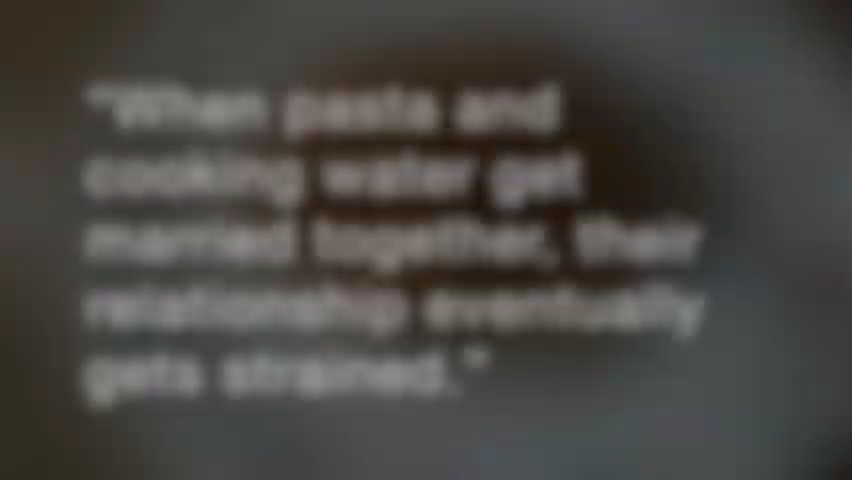 "When pasta and
cooking water get
married together, their
relationship eventually
gets strained."